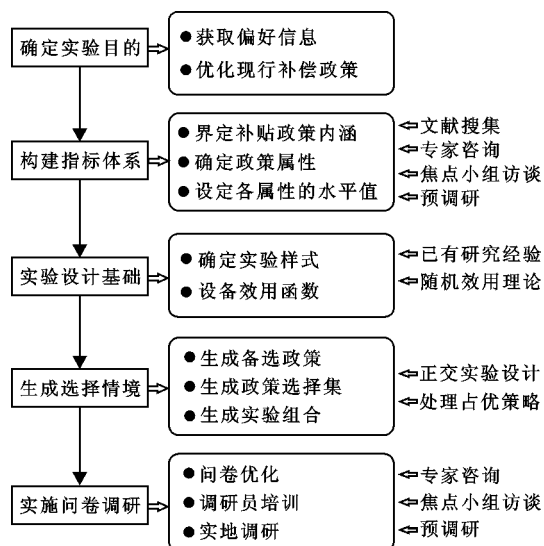 确定实验目的
●获取偏好信息
●优化现行补偿政策
构建指标体系
●界定补贴政策内涵
●确定政策属性
●设定各属性的水平值
文献搜集
专家咨询
焦点小组访谈
预调研
实验设计基础
●确定实验样式
●设备效用函数
已有研究经验
随机效用理论
生成选择情境
●生成备选政策
●生成政策选择集
●生成实验组合
正交实验设计
处理占优策略
实施问卷调研
●问卷优化
●调研员培训
●实地调研
专家咨询
焦点小组访谈
预调研